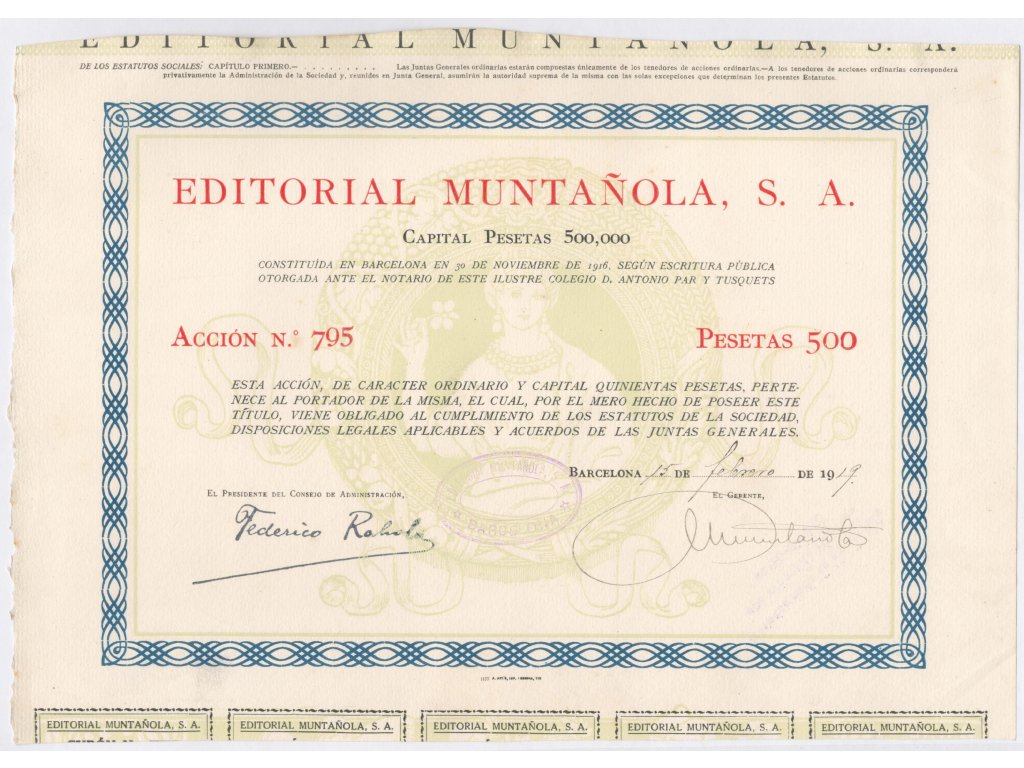 EDITORIAL MUNTAÑOLA, S. A.
DE LOS ESTATUTOS SOCIALES: CAPÍTULO PRIMERO.— . . . . . . . . . . Las Juntas Generales ordinarias estarán compuestas únicamente de los tenedores de acciones ordinarias.—A los tenedores de acciones ordinarias corresponderá
privativamente la Administración de la Sociedad y, reunidos en Junta General, asumirán la autoridad suprema de la misma con las solas excepciones que determinan los presentes Estatutos.
EDITORIAL MUNTAÑOLA, S. A.
CAPITAL PESETAS 500,000
CONSTITUÍDA EN BARCELONA EN 30 DE NOVIEMBRE DE 1916, SEGÚN ESCRITURA PÚBLICA
OTORGADA ANTE EL NOTARIO DE ESTE ILUSTRE COLEGIO D. ANTONIO PAR Y TUSQUETS
ACCIÓN N.º 795 PESETAS 500
ESTA ACCIÓN, DE CARACTER ORDINARIO Y CAPITAL QUINIENTAS PESETAS, PERTE-
NECE AL PORTADOR DE LA MISMA, EL CUAL, POR EL MERO HECHO DE POSEER ESTE
TÍTULO, VIENE OBLIGADO AL CUMPLIMIENTO DE LOS ESTATUTOS DE LA SOCIEDAD,
DISPOSICIONES LEGALES APLICABLES Y ACUERDOS DE LAS JUNTAS GENERALES.
BARCELONA 15 DE febrero DE 1919.
EL PRESIDENTE DEL CONSEJO DE ADMINISTRACIÓN, EL GERENTE,
Federico Rahola Muntañola
MUNTAÑOLA S. A.
BARCELONA
EDITORIAL MUNTAÑOLA, S. A. EDITORIAL MUNTAÑOLA, S. A. EDITORIAL MUNTAÑOLA, S. A. EDITORIAL MUNTAÑOLA, S. A. EDITORIAL MUNTAÑOLA, S. A.